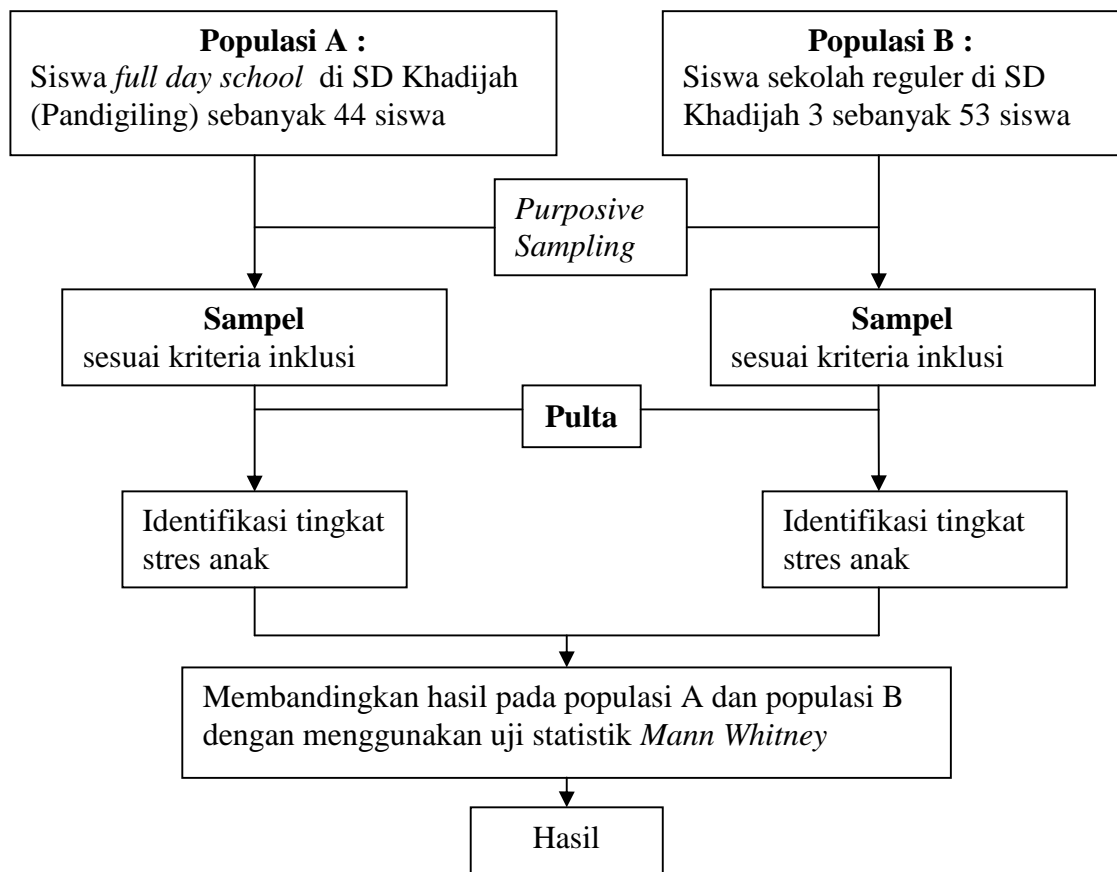 Populasi A :
Siswa full day school di SD Khadijah
(Pandigiling) sebanyak 44 siswa
Populasi B :
Siswa sekolah reguler di SD
Khadijah 3 sebanyak 53 siswa
Purposive
Sampling
Sampel
sesuai kriteria inklusi
Sampel
sesuai kriteria inklusi
Pulta
Identifikasi tingkat
stres anak
Identifikasi tingkat
stres anak
Membandingkan hasil pada populasi A dan populasi B
dengan menggunakan uji statistik Mann Whitney
Hasil